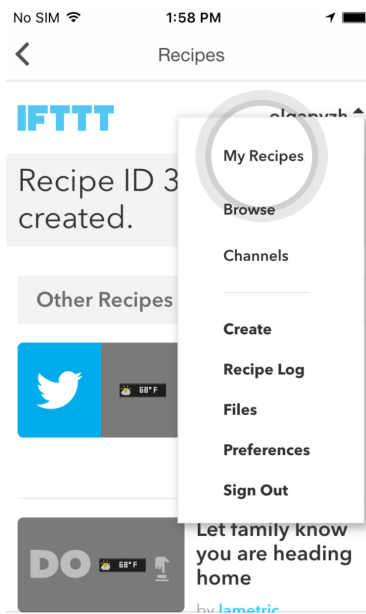 No SIM 1:58 PM
Recipes
IFTTT
olgapyzh
My Recipes
Browse
Channels
Create
Recipe Log
Files
Preferences
Sign Out
Recipe ID 3
created.
Other Recipes
68°F
DO 68°F
Let family know
you are heading
home
by lametric